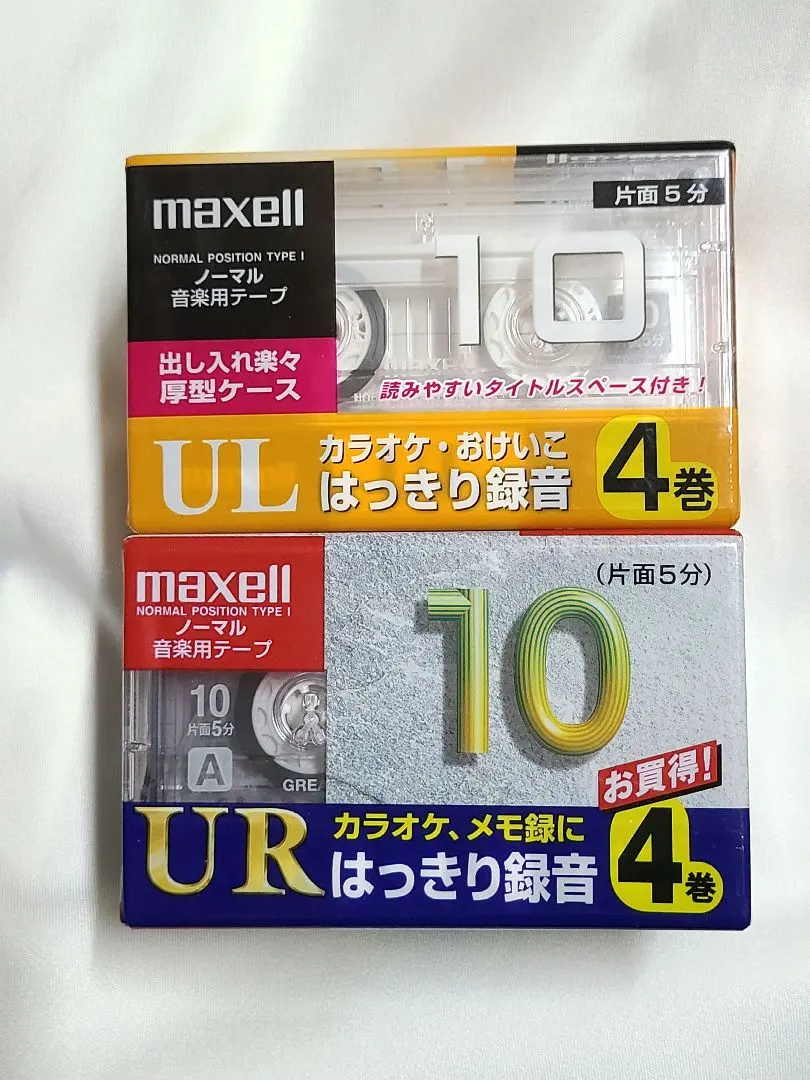 maxell
片面5分
NORMAL POSITION TYPE I
ノーマル
音楽用テープ
10
出し入れ楽々
厚型ケース
読みやすいタイトルスペース付き!
UL
カラオケ・おけいこ
はっきり録音
4巻
maxell
NORMAL POSITION TYPE I
ノーマル
音楽用テープ
(片面5分)
10
10
片面5分
A
GREA
お買得!
UR
カラオケ、メモ録に
はっきり録音
4巻